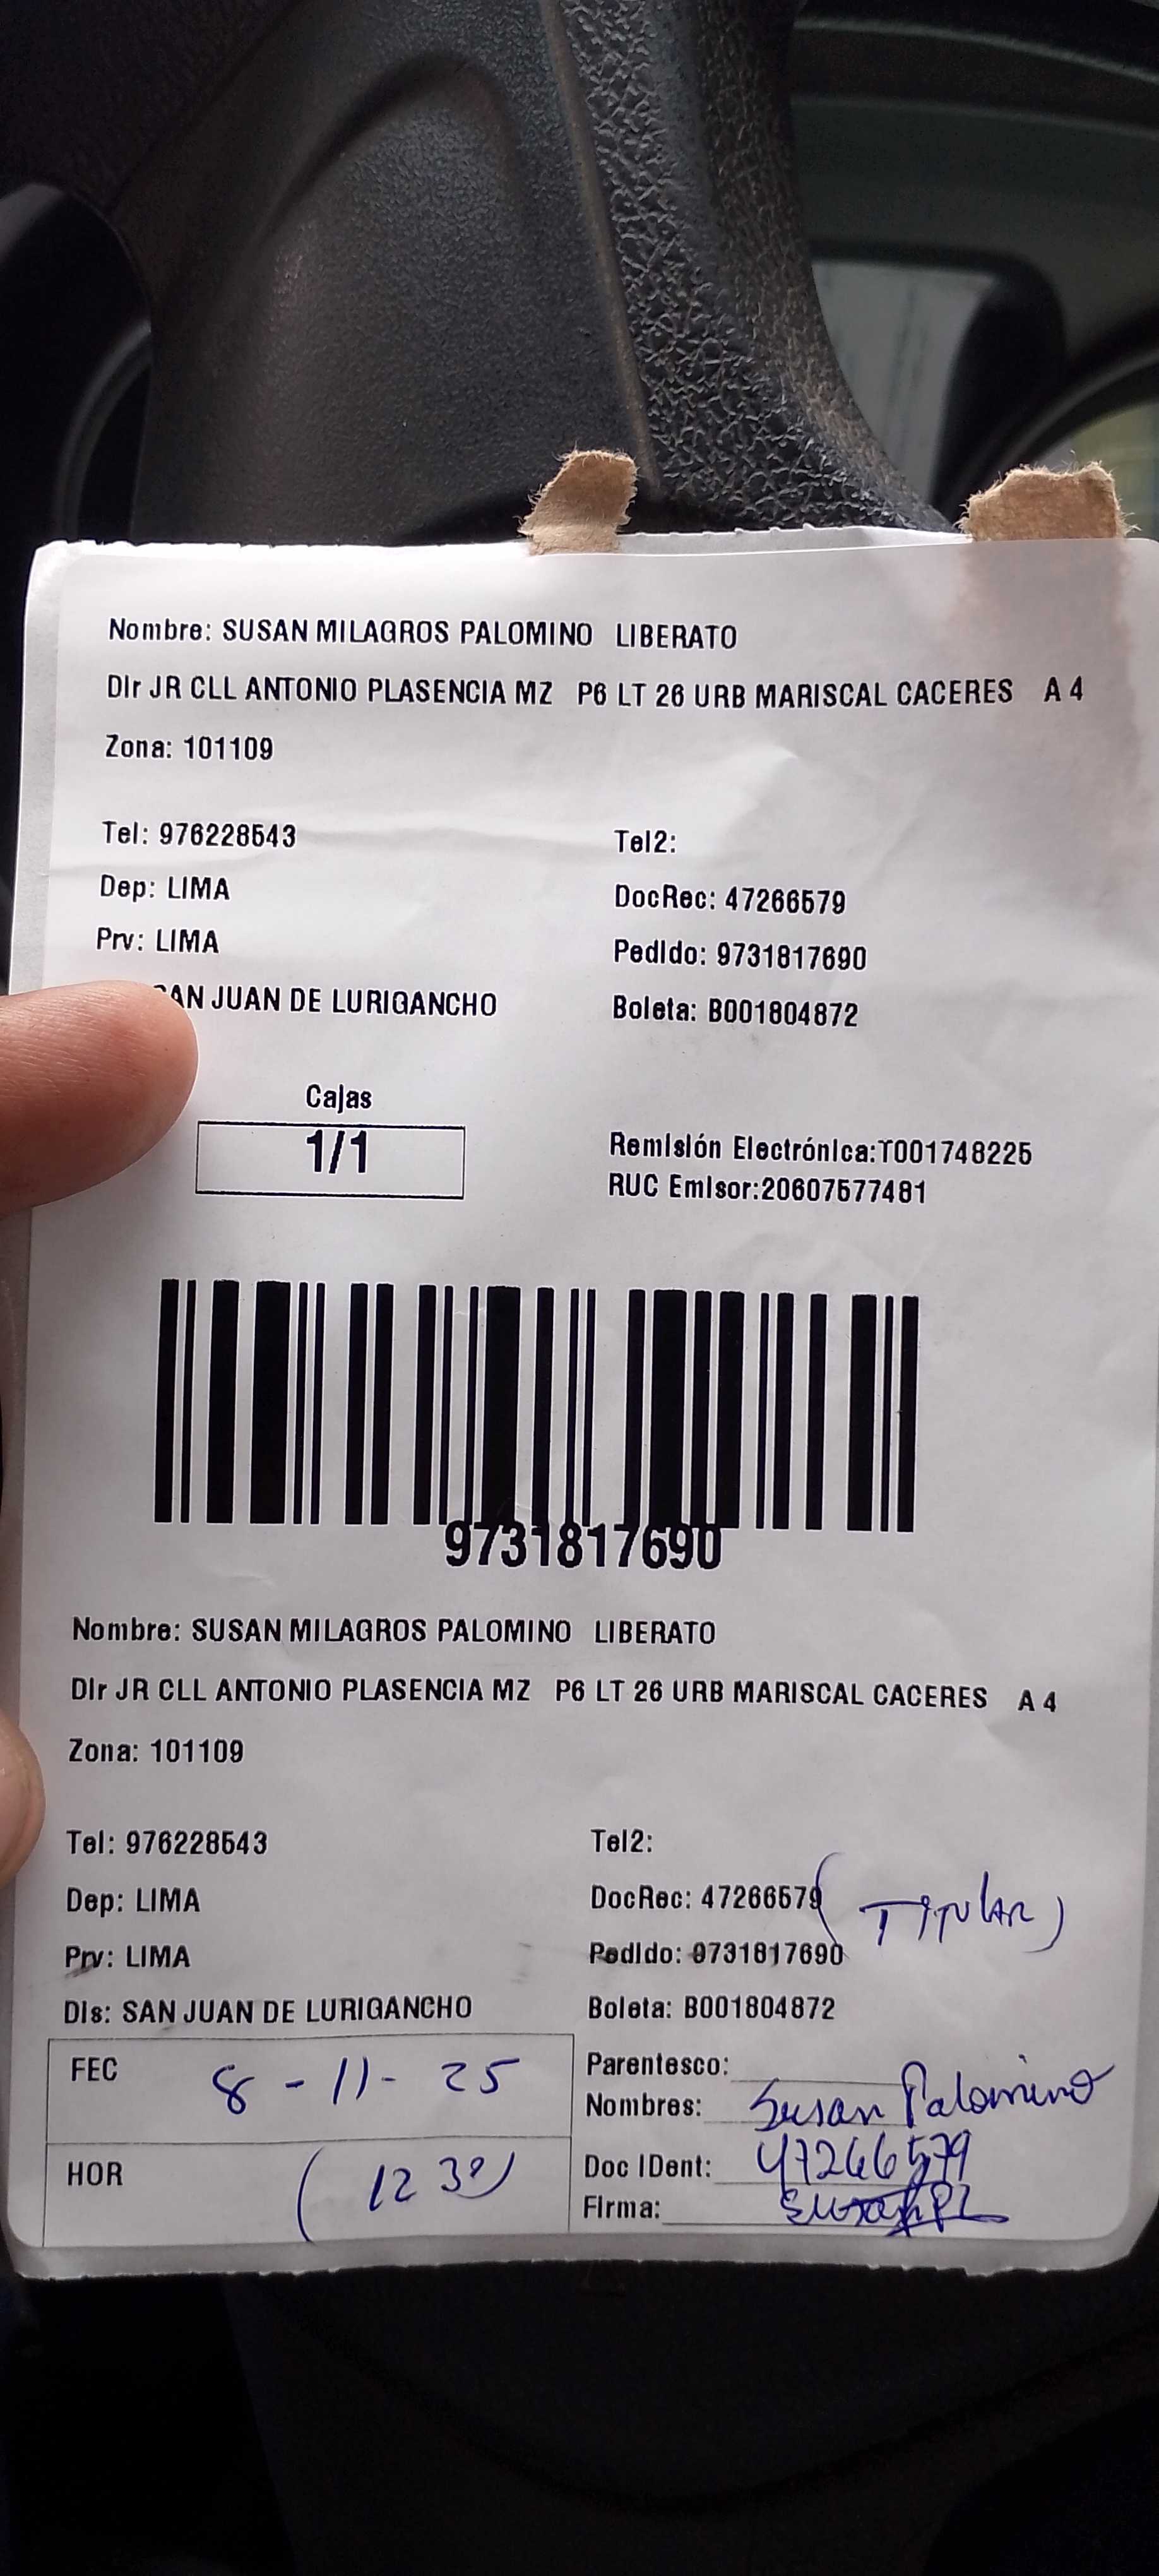 Nombre: SUSAN MILAGROS PALOMINO LIBERATO
Dir JR CLL ANTONIO PLASENCIA MZ P6 LT 26 URB MARISCAL CACERES A 4
Zona: 101109
Tel: 976228543 Tel2:
Dep: LIMA DocRec: 47266579
Prv: LIMA Pedido: 9731817690
SAN JUAN DE LURIGANCHO Boleta: B001804872
Cajas
1/1
Remisión Electrónica:T001748225
RUC Emisor:20607577481
9731817690
Nombre: SUSAN MILAGROS PALOMINO LIBERATO
Dir JR CLL ANTONIO PLASENCIA MZ P6 LT 26 URB MARISCAL CACERES A 4
Zona: 101109
Tel: 976228543 Tel2:
Dep: LIMA DocRec: 47266579 (TITULAR)
Prv: LIMA Pedido: 9731817690
Dis: SAN JUAN DE LURIGANCHO Boleta: B001804872
FEC 8-11-25 Parentesco:
Nombres: Susan Palomino
HOR (12 30) Doc IDent: 47266579
Firma: